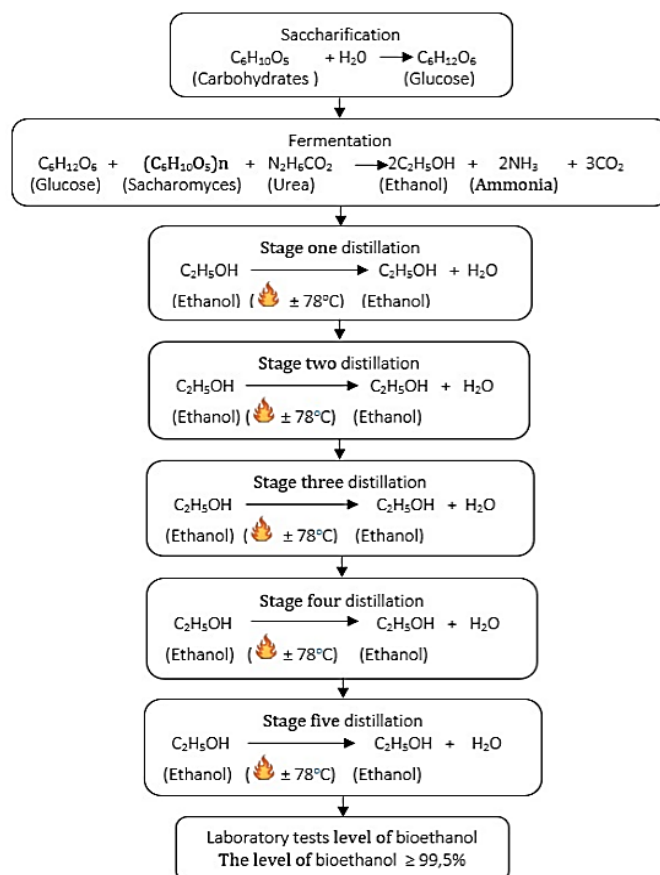 Saccharification
C₆H₁₀O₅ + H₂0 → C₆H₁₂O₆
(Carbohydrates ) (Glucose)
Fermentation
C₆H₁₂O₆ + (C₆H₁₀O₅)n + N₂H₆CO₂ → 2C₂H₅OH + 2NH₃ + 3CO₂
(Glucose) (Sacharomyces) (Urea) (Ethanol) (Ammonia)
Stage one distillation
C₂H₅OH → C₂H₅OH + H₂O
(Ethanol) ( ± 78°C) (Ethanol)
Stage two distillation
C₂H₅OH → C₂H₅OH + H₂O
(Ethanol) ( ± 78°C) (Ethanol)
Stage three distillation
C₂H₅OH → C₂H₅OH + H₂O
(Ethanol) ( ± 78°C) (Ethanol)
Stage four distillation
C₂H₅OH → C₂H₅OH + H₂O
(Ethanol) ( ± 78°C) (Ethanol)
Stage five distillation
C₂H₅OH → C₂H₅OH + H₂O
(Ethanol) ( ± 78°C) (Ethanol)
Laboratory tests level of bioethanol
The level of bioethanol ≥ 99,5%